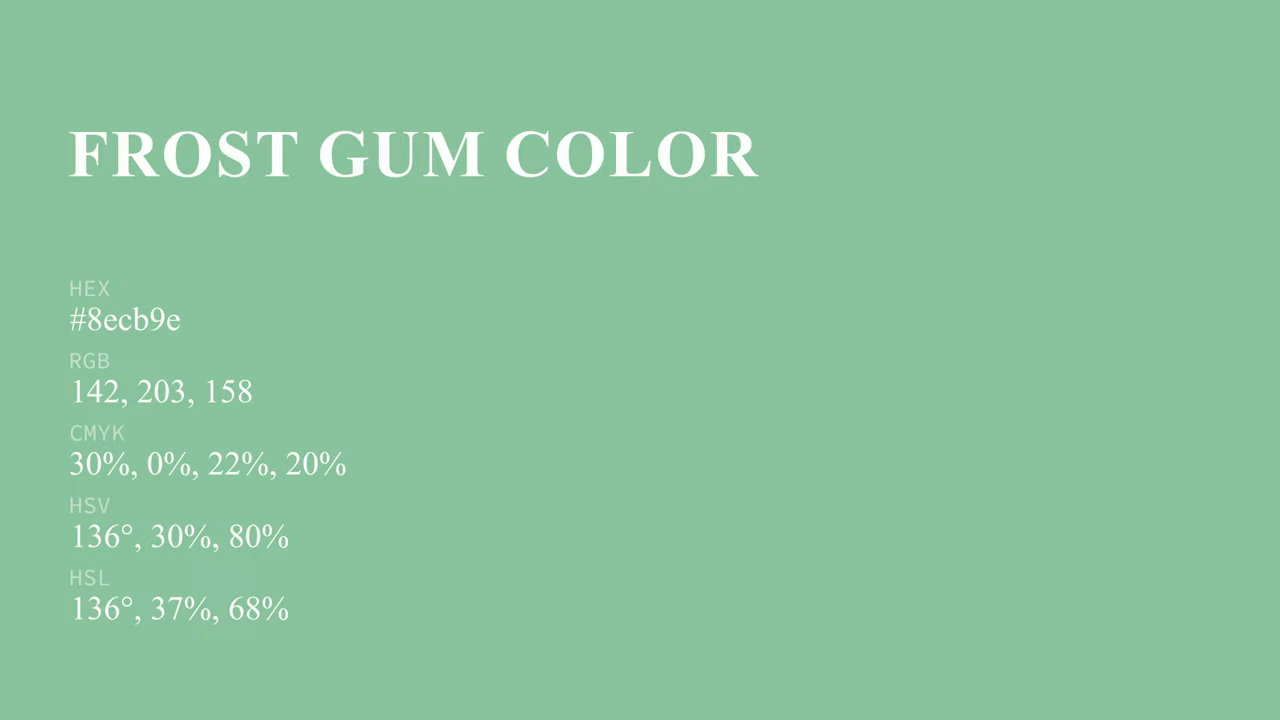 FROST GUM COLOR
HEX
#8ecb9e
RGB
142, 203, 158
CMYK
30%, 0%, 22%, 20%
HSV
136°, 30%, 80%
HSL
136°, 37%, 68%